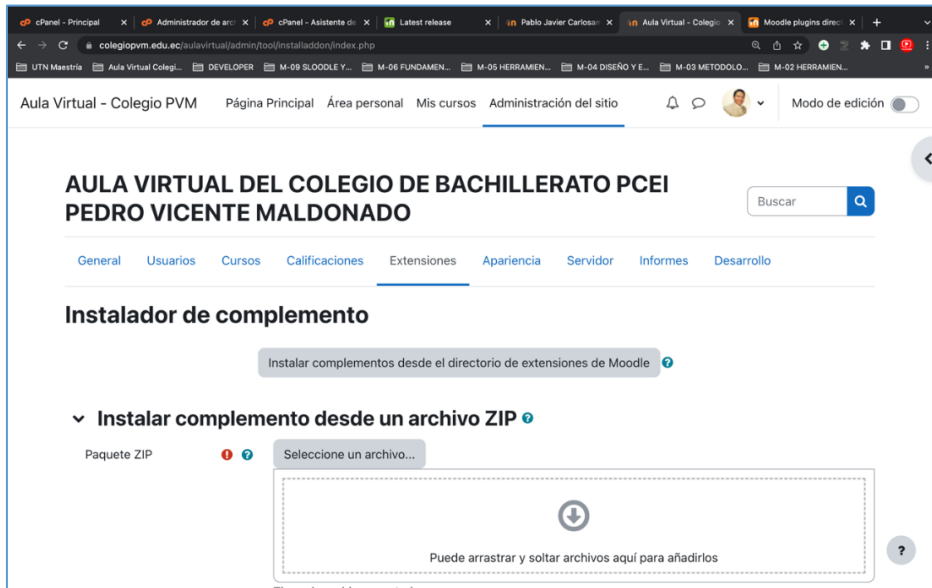 cPanel - Principal
Administrador de arch
cPanel - Asistente de
Latest release
Pablo Javier Carlosam
Aula Virtual - Colegio
Moodle plugins direct
colegiopvm.edu.ec/aulavirtual/admin/tool/installaddon/index.php
UTN Maestría
Aula Virtual Colegi...
DEVELOPER
M-09 SLOODLE Y...
M-06 FUNDAMEN...
M-05 HERRAMIEN...
M-04 DISEÑO Y E...
M-03 METODOLO...
M-02 HERRAMIEN...
Aula Virtual - Colegio PVM
Página Principal
Área personal
Mis cursos
Administración del sitio
Modo de edición
AULA VIRTUAL DEL COLEGIO DE BACHILLERATO PCEI
PEDRO VICENTE MALDONADO
Buscar
General
Usuarios
Cursos
Calificaciones
Extensiones
Apariencia
Servidor
Informes
Desarrollo
Instalador de complemento
Instalar complementos desde el directorio de extensiones de Moodle
Instalar complemento desde un archivo ZIP
Paquete ZIP
Seleccione un archivo...
Puede arrastrar y soltar archivos aquí para añadirlos